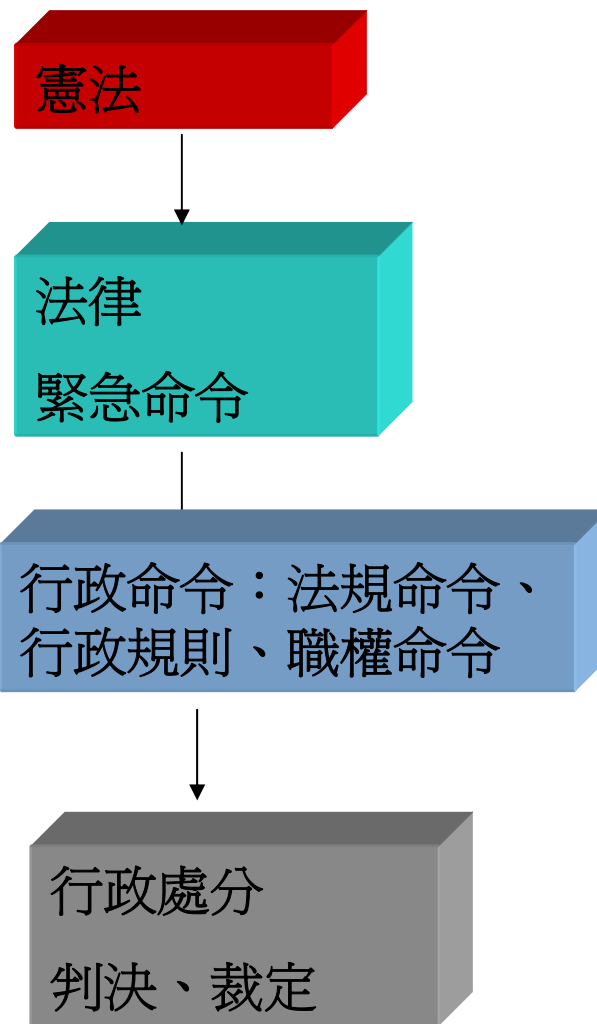 憲法
法律
緊急命令
行政命令：法規命令、
行政規則、職權命令
行政處分
判決、裁定